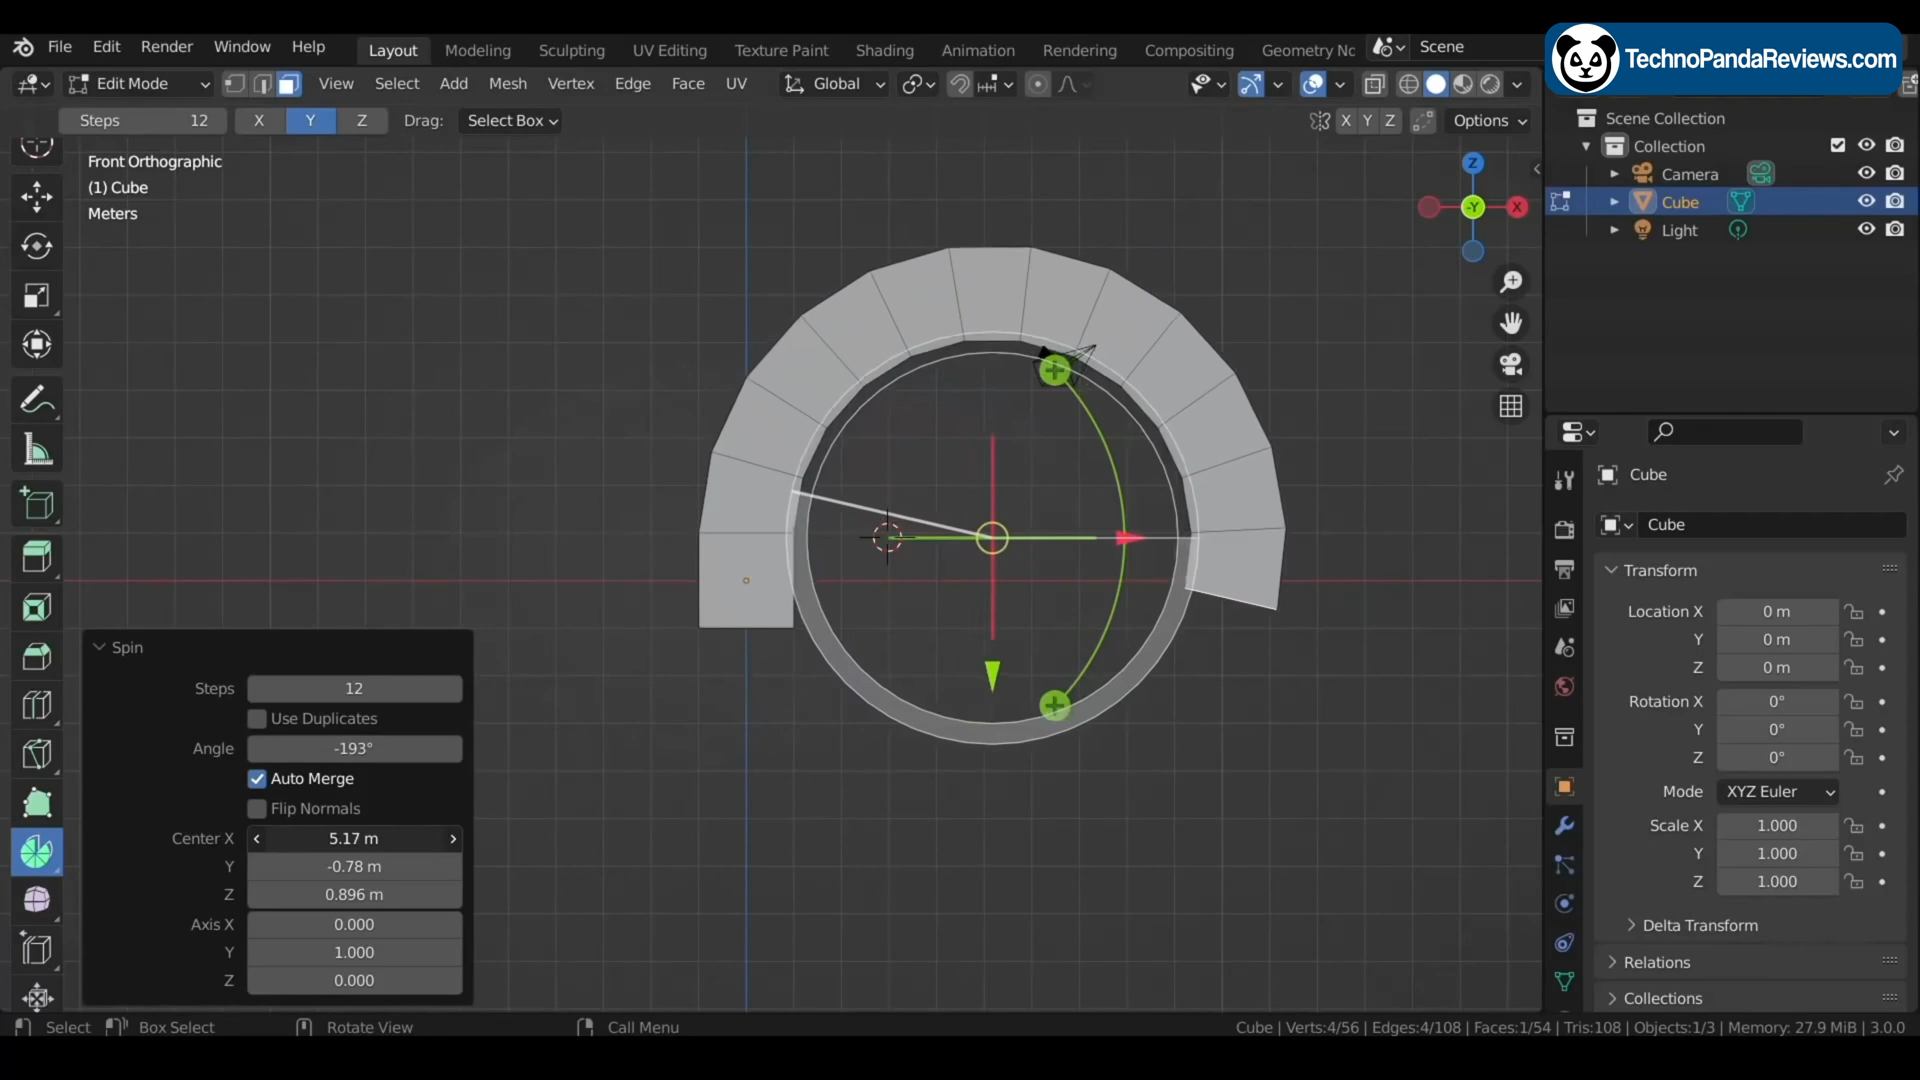 TechnoPandaReviews.com
File Edit Render Window Help Layout Modeling Sculpting UV Editing Texture Paint Shading Animation Rendering Compositing Geometry Nc Scene
Edit Mode View Select Add Mesh Vertex Edge Face UV Global
Steps 12 X Y Z Drag: Select Box X Y Z Options
Front Orthographic
(1) Cube
Meters
Z
-Y
X
Scene Collection
Collection
Camera
Cube
Light
Cube
Cube
Transform
Location X 0 m
Y 0 m
Z 0 m
Rotation X 0°
Y 0°
Z 0°
Mode XYZ Euler
Scale X 1.000
Y 1.000
Z 1.000
Delta Transform
Relations
Collections
Spin
Steps 12
Use Duplicates
Angle -193°
Auto Merge
Flip Normals
Center X 5.17 m
Y -0.78 m
Z 0.896 m
Axis X 0.000
Y 1.000
Z 0.000
Select Box Select Rotate View Call Menu Cube | Verts:4/56 | Edges:4/108 | Faces:1/54 | Tris:108 | Objects:1/3 | Memory: 27.9 MiB | 3.0.0